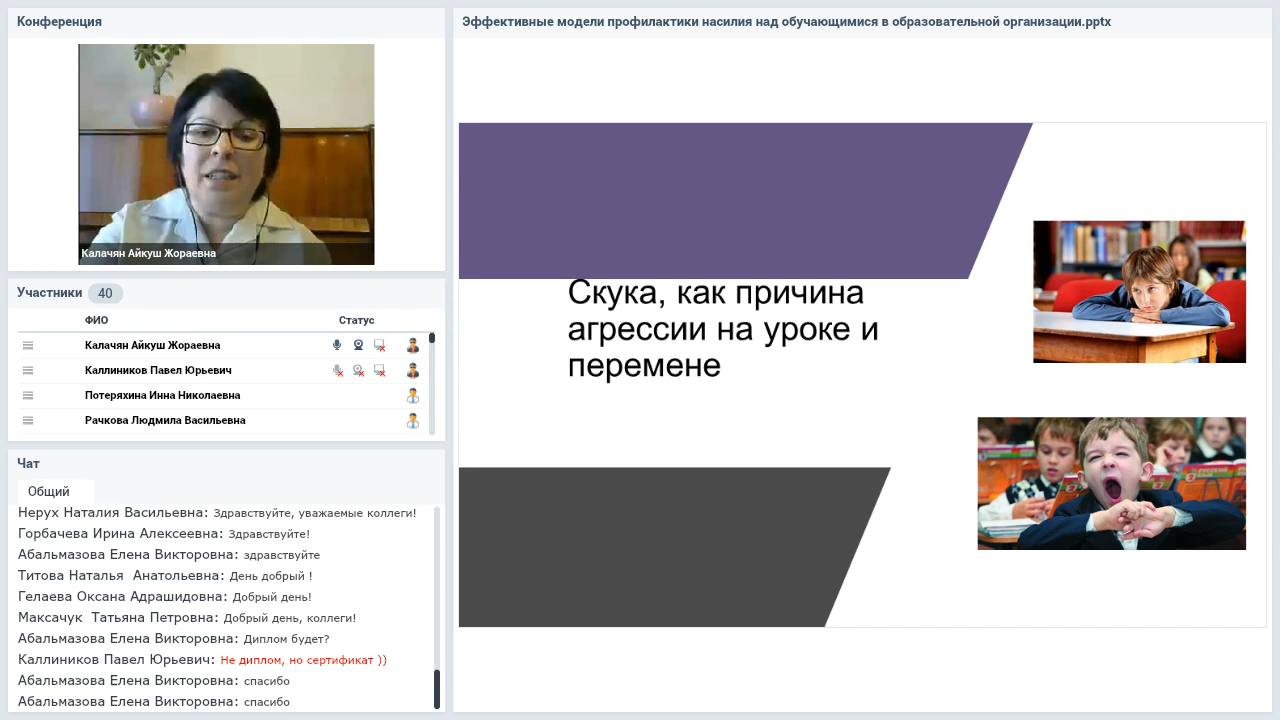 Конференция
Калачян Айкуш Жораевна
Участники 40
ФИО Статус
Калачян Айкуш Жораевна
Каллиников Павел Юрьевич
Потеряхина Инна Николаевна
Рачкова Людмила Васильевна
Чат
Общий
Нерух Наталия Васильевна: Здравствуйте, уважаемые коллеги!
Горбачева Ирина Алексеевна: Здравствуйте!
Абальмазова Елена Викторовна: здравствуйте
Титова Наталья  Анатольевна: День добрый !
Гелаева Оксана Адрашидовна: Добрый день!
Максачук  Татьяна Петровна: Добрый день, коллеги!
Абальмазова Елена Викторовна: Диплом будет?
Каллиников Павел Юрьевич: Не диплом, но сертификат ))
Абальмазова Елена Викторовна: спасибо
Абальмазова Елена Викторовна: спасибо
Эффективные модели профилактики насилия над обучающимися в образовательной организации.pptx
Скука, как причина
агрессии на уроке и
перемене